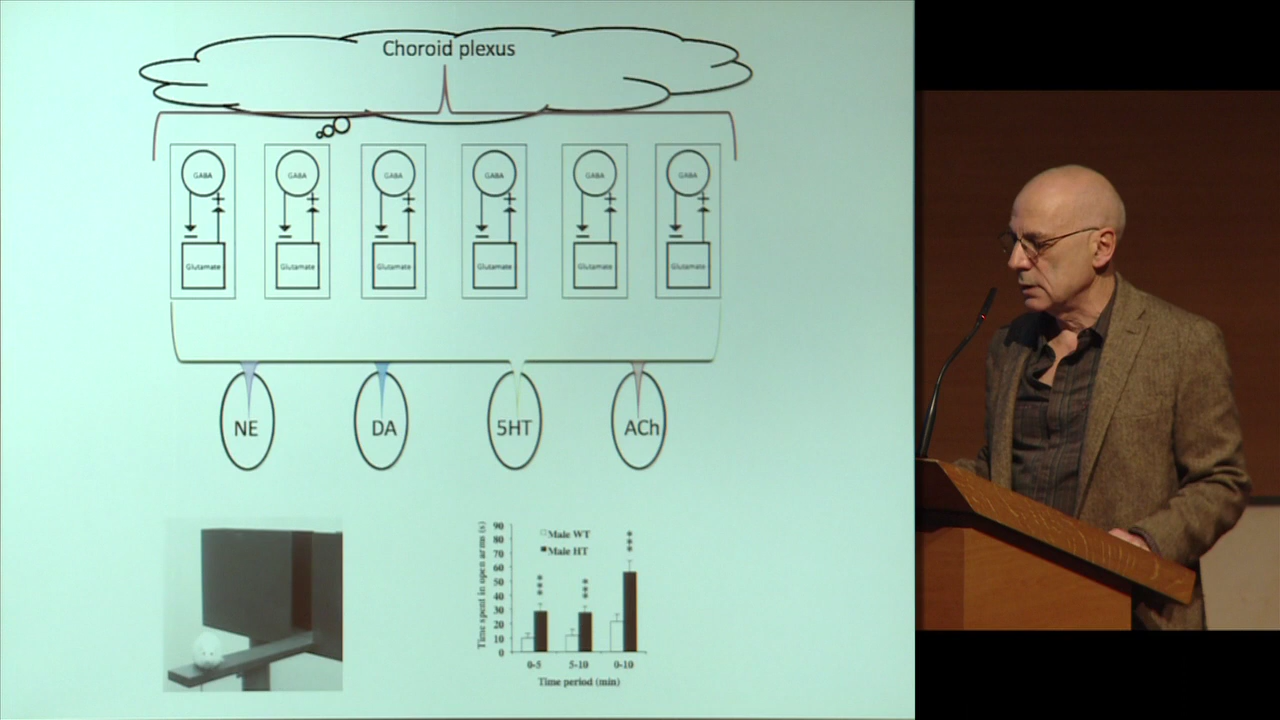 Choroid plexus
GABA GABA GABA GABA GABA GABA
Glutamate Glutamate Glutamate Glutamate Glutamate Glutamate
NE DA 5HT ACh
Time spent in open arms (s)
90
80
70
60
50
40
30
20
10
0
Male WT
Male HT
***
***
***
0-5 5-10 0-10
Time period (min)